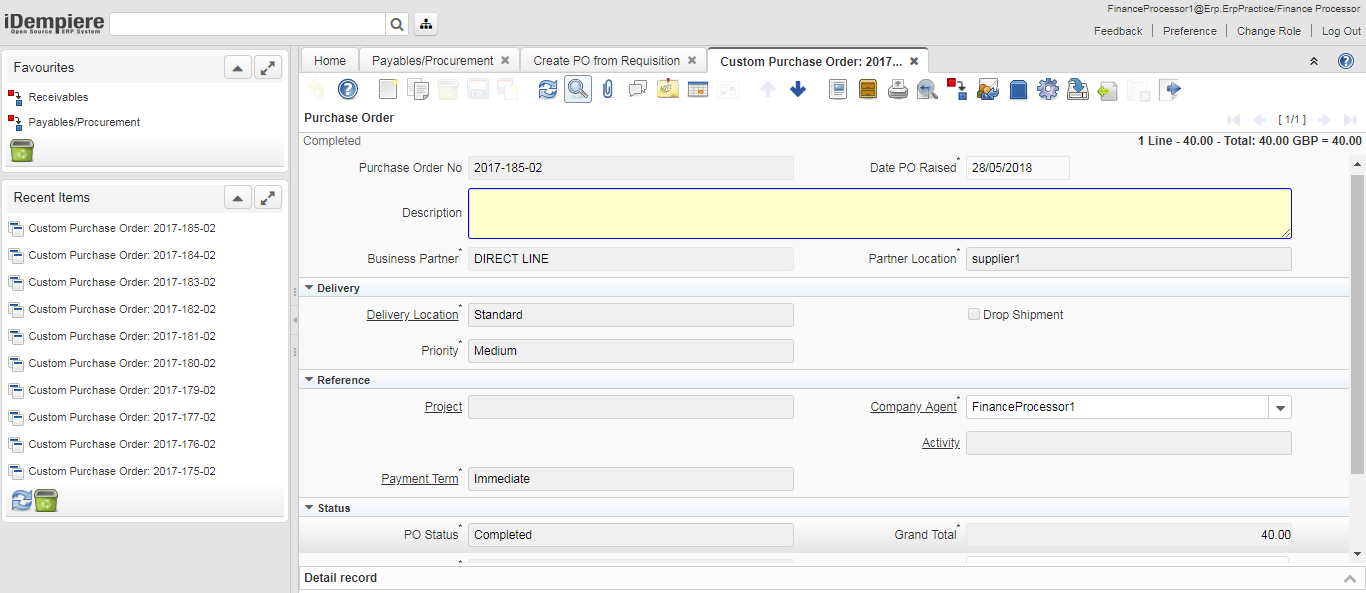 FinanceProcessor1@Erp.ErpPractice/Finance Processor
iDempiere
Open Source ERP System
Feedback Preference Change Role Log Out
Favourites
Receivables
Payables/Procurement
Recent Items
Custom Purchase Order: 2017-185-02
Custom Purchase Order: 2017-184-02
Custom Purchase Order: 2017-183-02
Custom Purchase Order: 2017-182-02
Custom Purchase Order: 2017-181-02
Custom Purchase Order: 2017-180-02
Custom Purchase Order: 2017-179-02
Custom Purchase Order: 2017-177-02
Custom Purchase Order: 2017-176-02
Custom Purchase Order: 2017-175-02
Home Payables/Procurement Create PO from Requisition Custom Purchase Order: 2017...
Purchase Order [ 1/1 ]
Completed 1 Line - 40.00 - Total: 40.00 GBP = 40.00
Purchase Order No 2017-185-02 Date PO Raised* 28/05/2018
Description
Business Partner* DIRECT LINE Partner Location* supplier1
Delivery
Delivery Location* Standard Drop Shipment
Priority* Medium
Reference
Project Company Agent* FinanceProcessor1
Activity
Payment Term* Immediate
Status
PO Status* Completed Grand Total* 40.00
Detail record